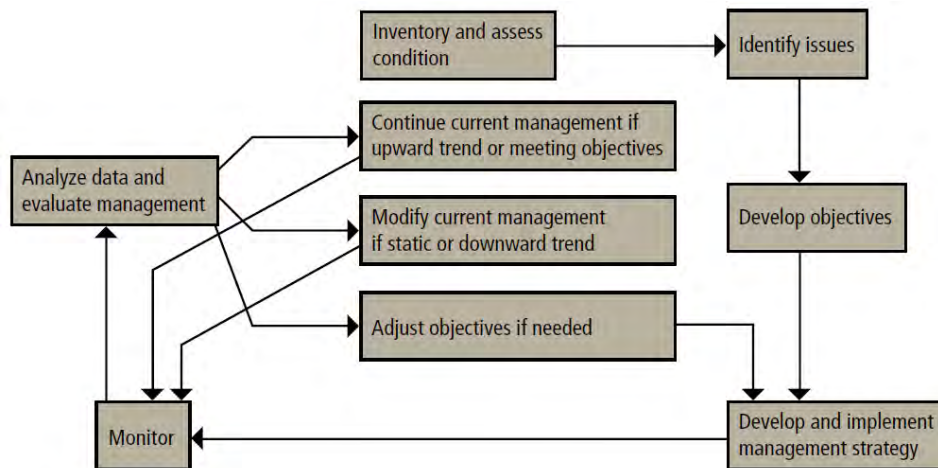 Inventory and assess
condition
Identify issues
Continue current management if
upward trend or meeting objectives
Analyze data and
evaluate management
Modify current management
if static or downward trend
Develop objectives
Adjust objectives if needed
Monitor
Develop and implement
management strategy